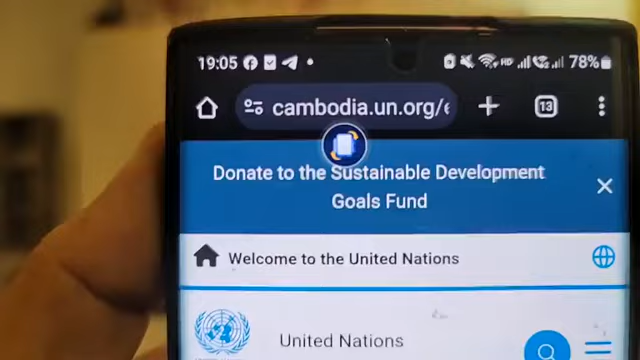 19:05
HD
78%
cambodia.un.org/e
13
Donate to the Sustainable Development
Goals Fund
Welcome to the United Nations
United Nations